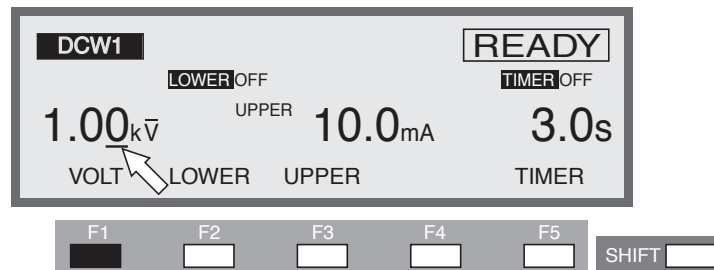 DCW1 READY
LOWER OFF TIMER OFF
1.00kV̅ UPPER 10.0mA 3.0s
VOLT LOWER UPPER TIMER
F1 F2 F3 F4 F5
SHIFT